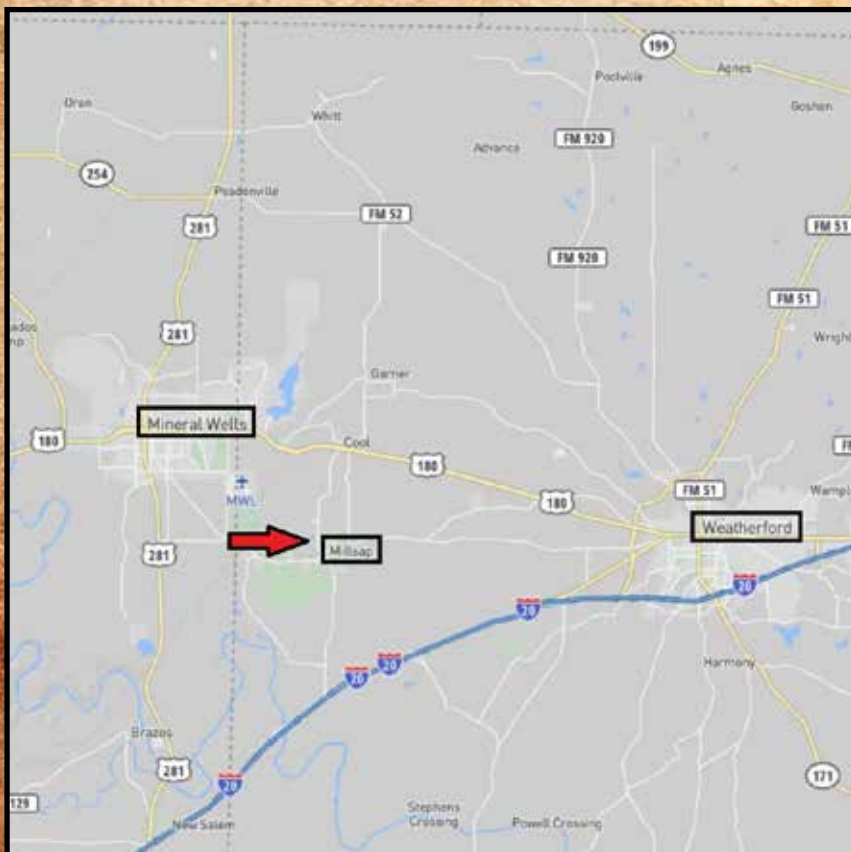 199
Poolville
Agnes
Oran
Whitt
Goshen
FM 920
Advance
254
Peadenville
FM 52
281
FM 51
FM 920
FM 51
281
Wright
Garner
Mineral Wells
180
Cool
180
FM 51
180
MWL
Wampl
Weatherford
Millsap
281
20
20
20
20
Harmony
Brazos
281
20
171
129
New Salem
Stephens
Crossing
Powell Crossing